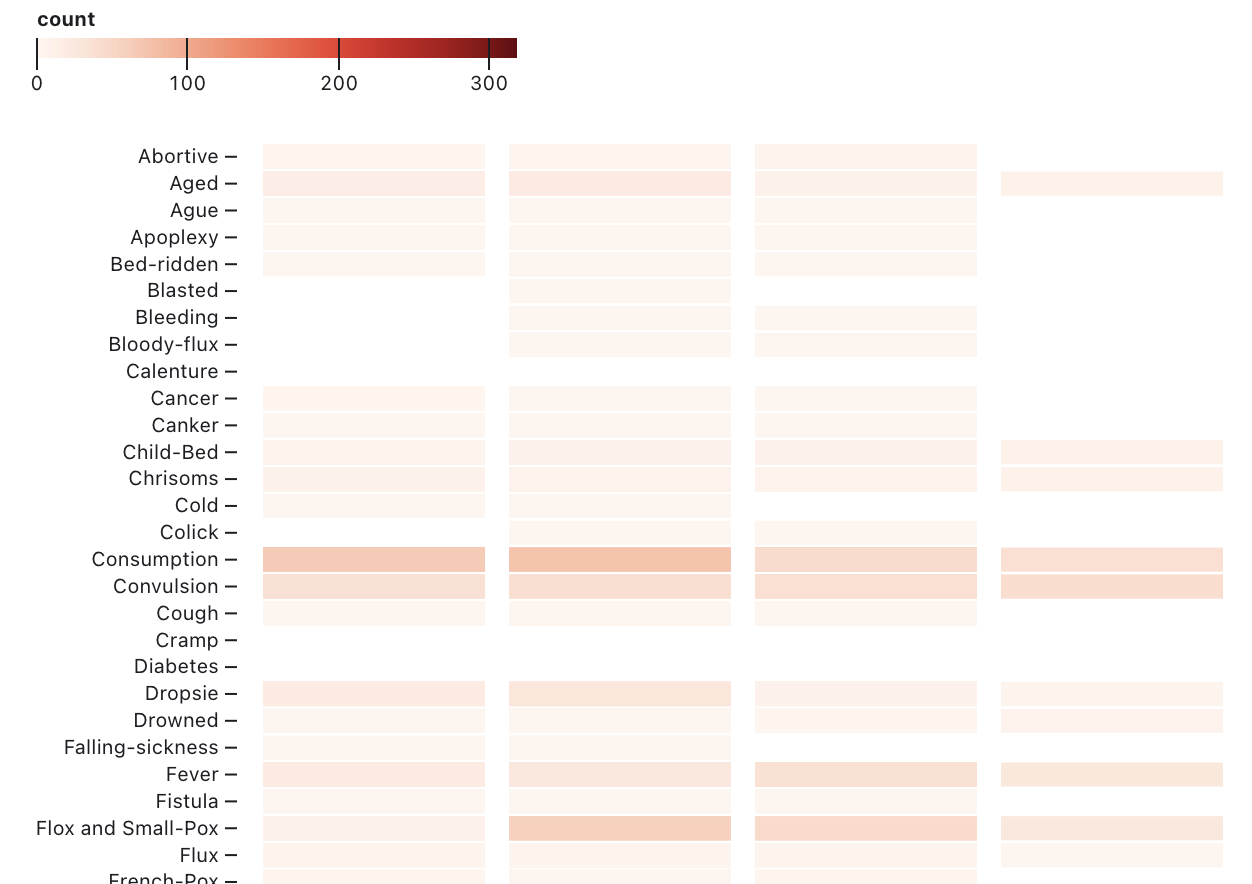 count
0 100 200 300
Abortive
Aged
Ague
Apoplexy
Bed-ridden
Blasted
Bleeding
Bloody-flux
Calenture
Cancer
Canker
Child-Bed
Chrisoms
Cold
Colick
Consumption
Convulsion
Cough
Cramp
Diabetes
Dropsie
Drowned
Falling-sickness
Fever
Fistula
Flox and Small-Pox
Flux
French-Pox